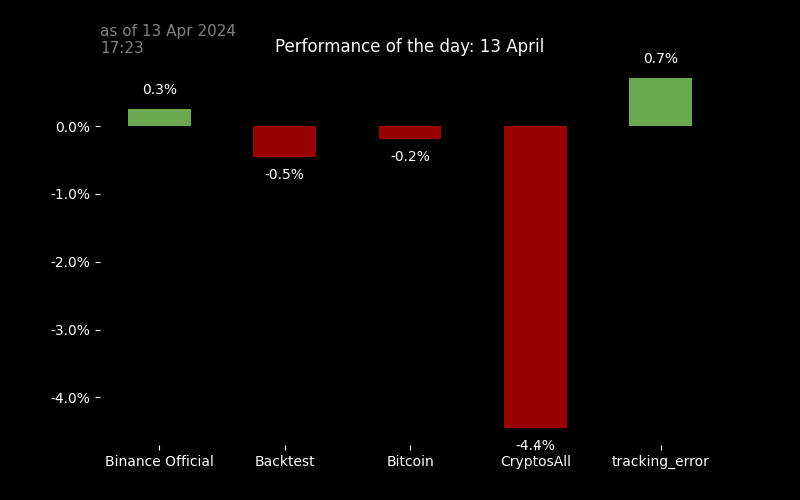 as of 13 Apr 2024
17:23
Performance of the day: 13 April
0.7%
0.3%
0.0%
-0.2%
-0.5%
-1.0%
-2.0%
-3.0%
-4.0%
-4.4%
Binance Official
Backtest
Bitcoin
CryptosAll
tracking_error